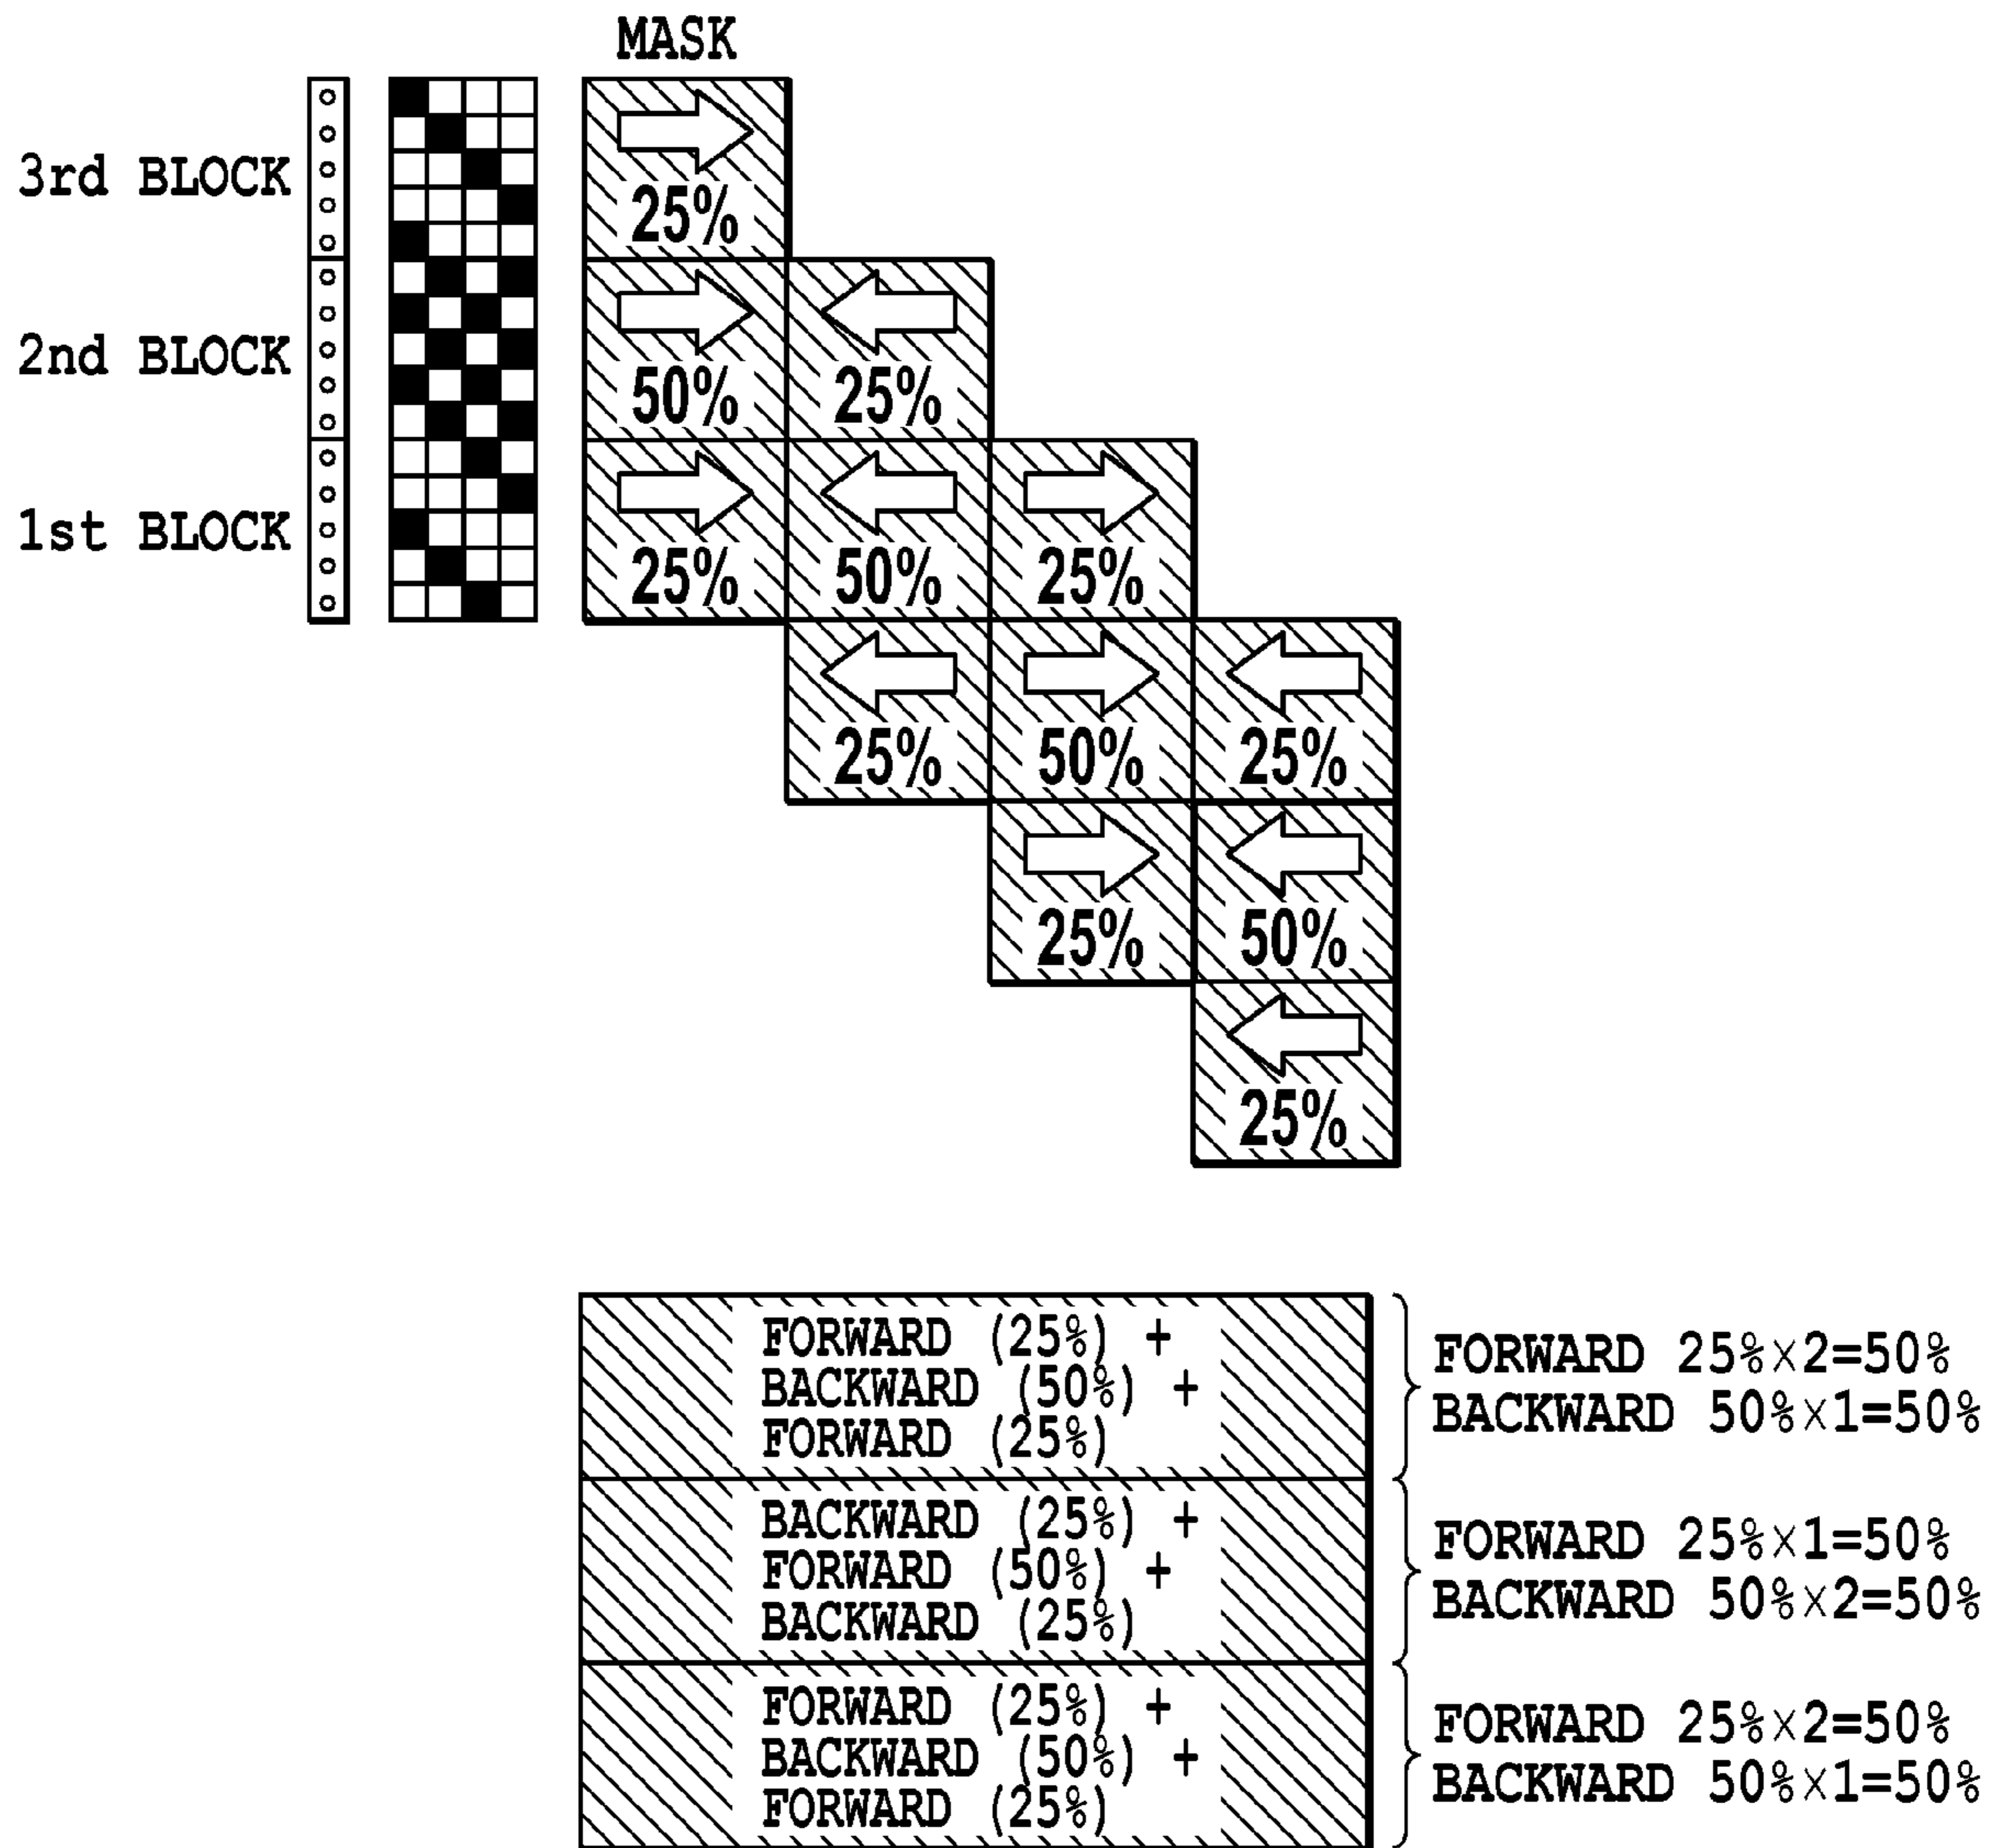 MASK
3rd BLOCK
25%
2nd BLOCK
50% 25%
1st BLOCK
25% 50% 25%
25% 50% 25%
25% 50%
25%
FORWARD (25%) +
BACKWARD (50%) +
FORWARD (25%)
FORWARD 25%×2=50%
BACKWARD 50%×1=50%
BACKWARD (25%) +
FORWARD (50%) +
BACKWARD (25%)
FORWARD 25%×1=50%
BACKWARD 50%×2=50%
FORWARD (25%) +
BACKWARD (50%) +
FORWARD (25%)
FORWARD 25%×2=50%
BACKWARD 50%×1=50%